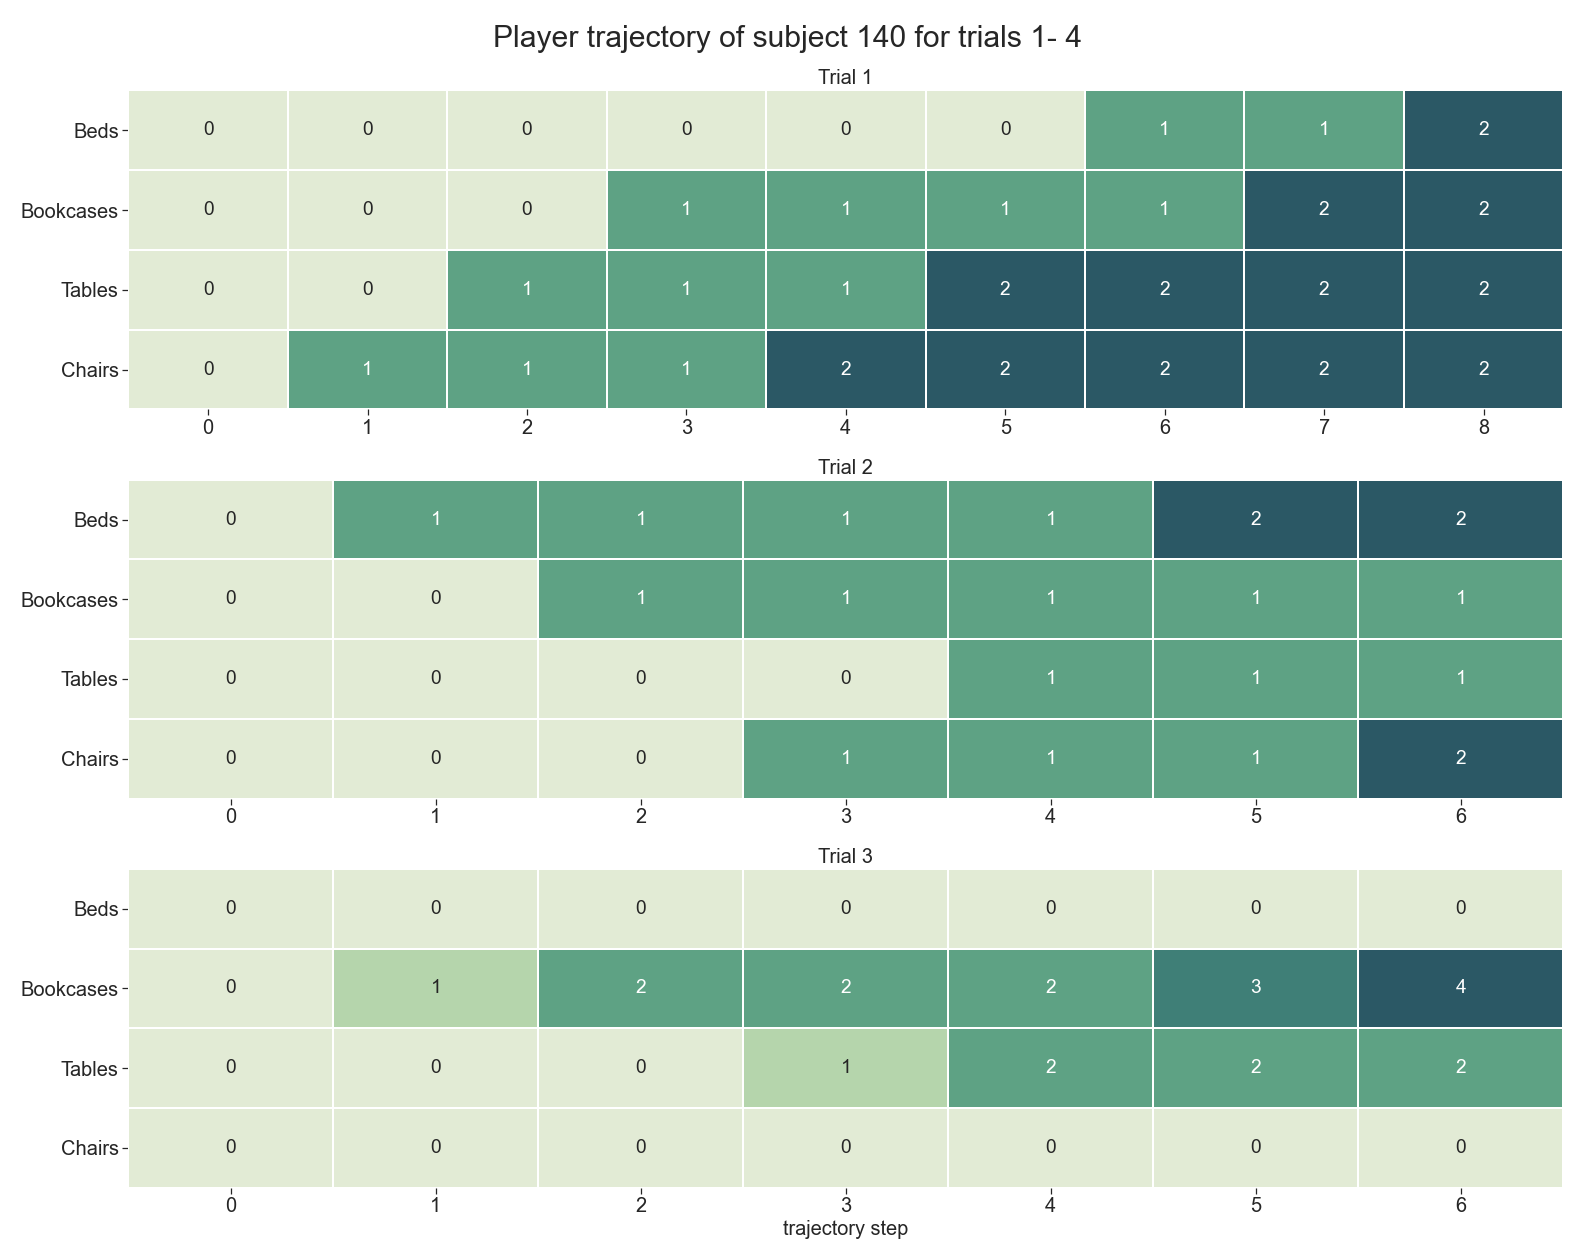 Player trajectory of subject 140 for trials 1- 4
Trial 1
Beds 0 0 0 0 0 0 1 1 2
Bookcases 0 0 0 1 1 1 1 2 2
Tables 0 0 1 1 1 2 2 2 2
Chairs 0 1 1 1 2 2 2 2 2
0 1 2 3 4 5 6 7 8
Trial 2
Beds 0 1 1 1 1 2 2
Bookcases 0 0 1 1 1 1 1
Tables 0 0 0 0 1 1 1
Chairs 0 0 0 1 1 1 2
0 1 2 3 4 5 6
Trial 3
Beds 0 0 0 0 0 0 0
Bookcases 0 1 2 2 2 3 4
Tables 0 0 0 1 2 2 2
Chairs 0 0 0 0 0 0 0
0 1 2 3 4 5 6
trajectory step